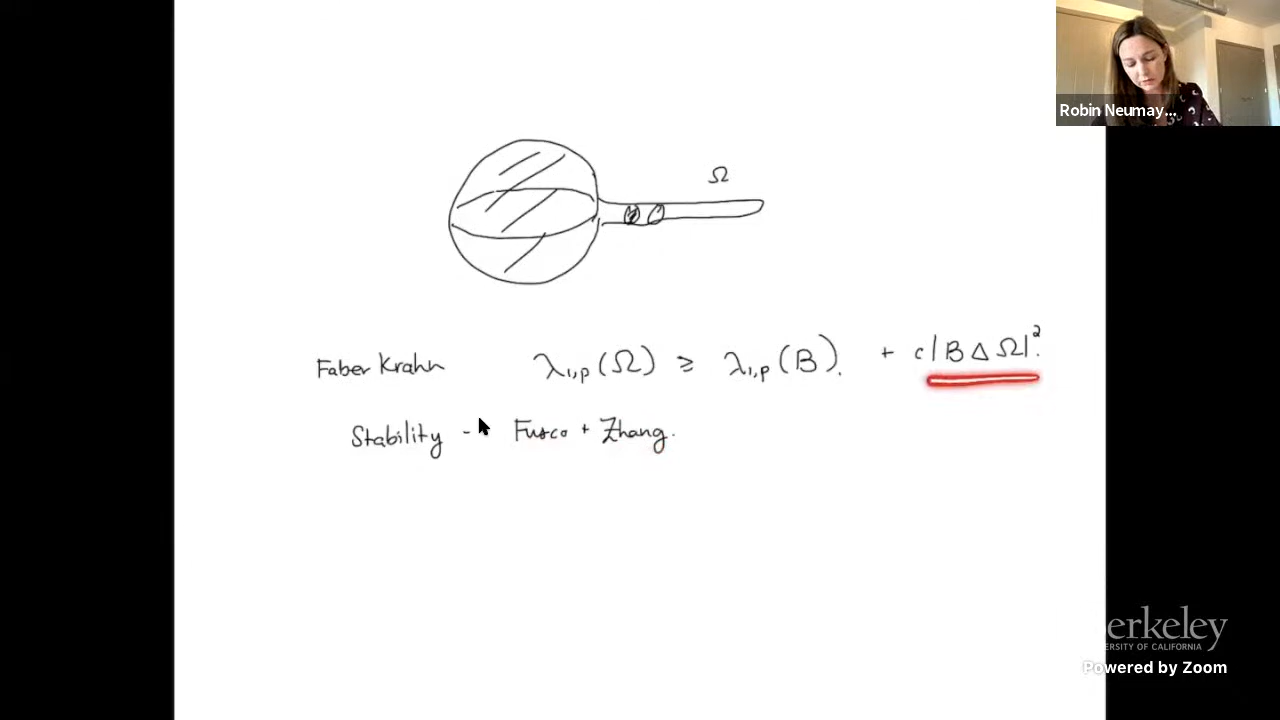 Robin Neumay...
Ω
Faber Krahn λ₁,ₚ(Ω) ≥ λ₁,ₚ(B). + c|B Δ Ω|².
Stability - Fusco + Zhang.
erkeley
ERSITY OF CALIFORNIA
Powered by Zoom